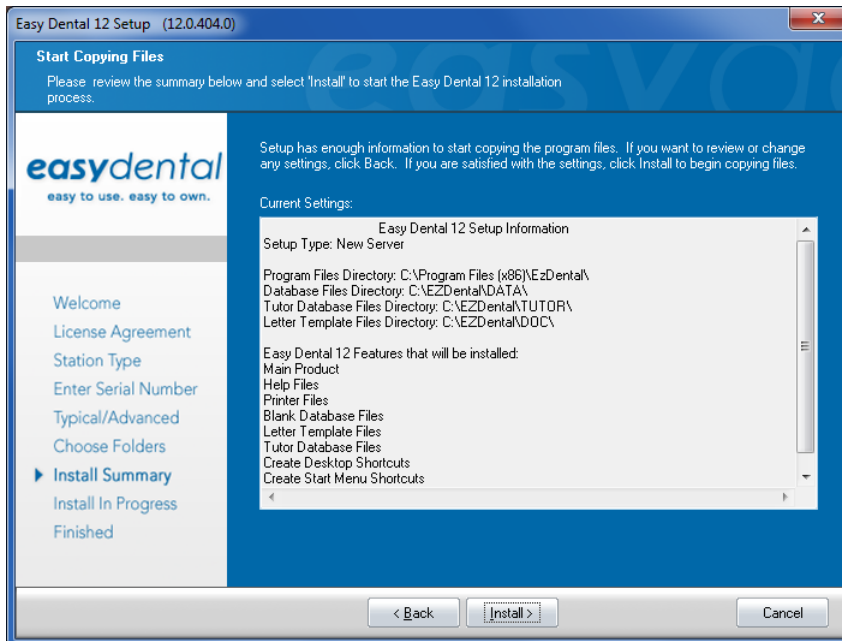 Easy Dental 12 Setup   (12.0.404.0)
Start Copying Files
Please  review the summary below and select 'Install' to start the Easy Dental 12 installation
process.
easydental
easy to use. easy to own.
Welcome
License Agreement
Station Type
Enter Serial Number
Typical/Advanced
Choose Folders
Install Summary
Install In Progress
Finished
Setup has enough information to start copying the program files.  If you want to review or change
any settings, click Back.  If you are satisfied with the settings, click Install to begin copying files.
Current Settings:
Easy Dental 12 Setup Information
Setup Type: New Server
Program Files Directory: C:\Program Files (x86)\EzDental\
Database Files Directory: C:\EZDental\DATA\
Tutor Database Files Directory: C:\EZDental\TUTOR\
Letter Template Files Directory: C:\EZDental\DOC\
Easy Dental 12 Features that will be installed:
Main Product
Help Files
Printer Files
Blank Database Files
Letter Template Files
Tutor Database Files
Create Desktop Shortcuts
Create Start Menu Shortcuts
< Back
Install >
Cancel